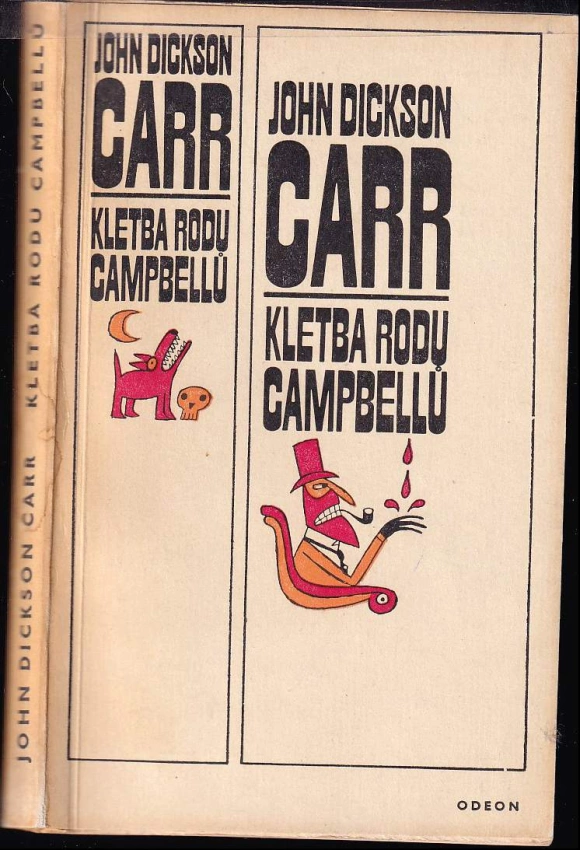 JOHN DICKSON CARR KLETBA RODU CAMPBELLŮ
JOHN DICKSON
CARR
KLETBA RODU
CAMPBELLŮ
JOHN DICKSON
CARR
KLETBA RODU
CAMPBELLŮ
ODEON